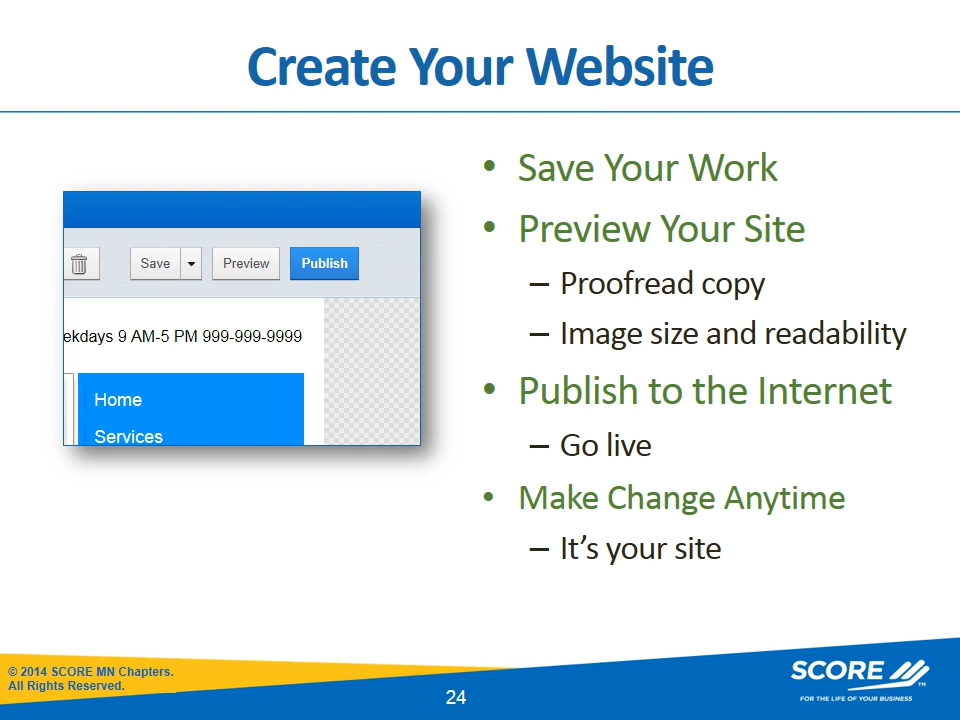 Create Your Website
Save
Preview
Publish
ekdays 9 AM-5 PM 999-999-9999
Home
Services
• Save Your Work
• Preview Your Site
– Proofread copy
– Image size and readability
• Publish to the Internet
– Go live
• Make Change Anytime
– It's your site
© 2014 SCORE MN Chapters.
All Rights Reserved.
24
SCORE
TM
FOR THE LIFE OF YOUR BUSINESS